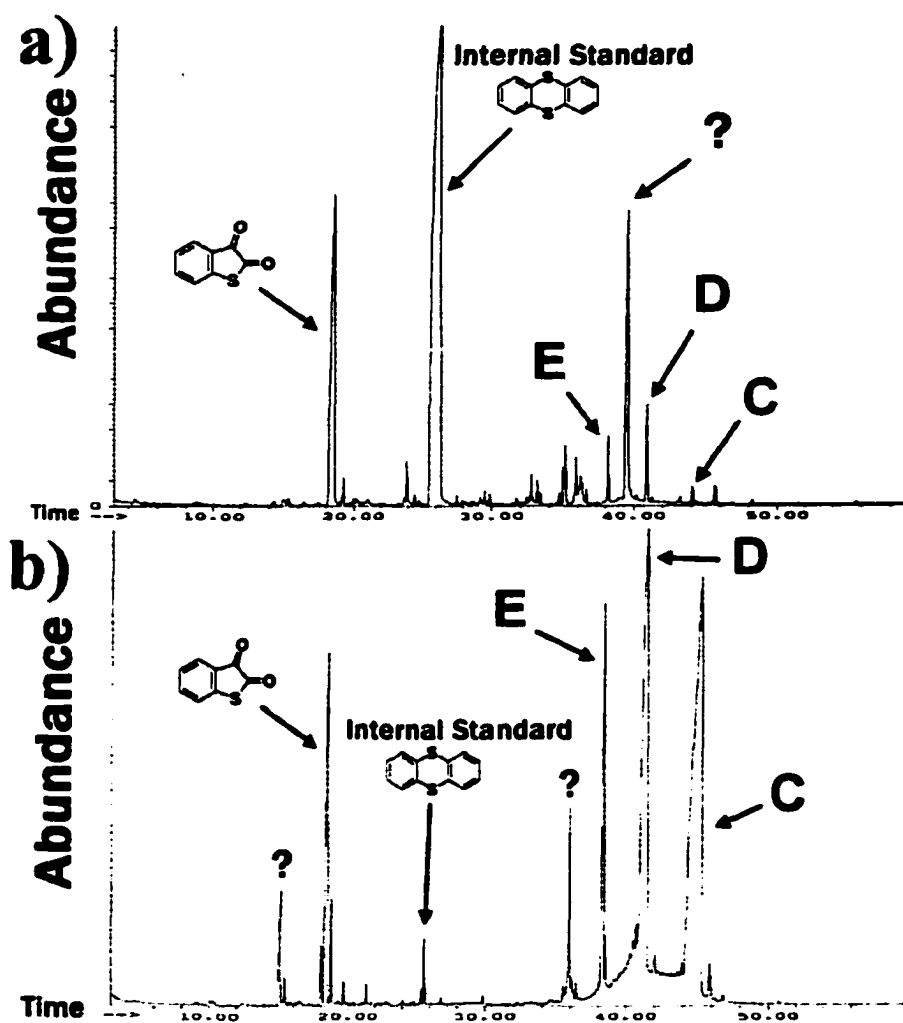 a)
Abundance
Internal Standard
S
S
?
O
O
S
E
D
C
Time
0
-->
10.00
20.00
30.00
40.00
50.00
b)
Abundance
D
E
O
O
S
Internal Standard
S
S
?
?
C
Time
-->
10.00
20.00
30.00
40.00
50.00